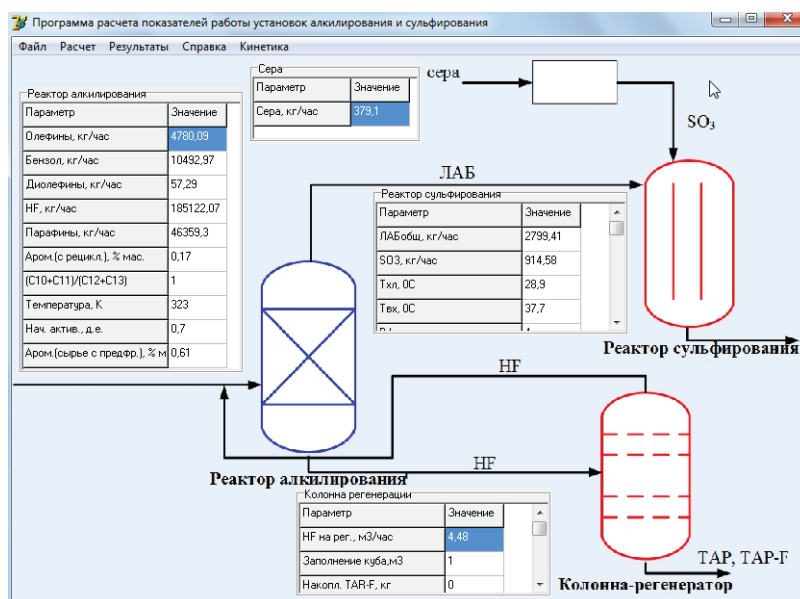 Программа расчета показателей работы установок алкилирования и сульфирования
Файл Расчет Результаты Справка Кинетика
Реактор алкилирования
Параметр Значение
Олефины, кг/час 4780,09
Бензол, кг/час 10492,97
Диолефины, кг/час 57,29
HF, кг/час 185122,07
Парафины, кг/час 46359,3
Аром.(с рецикл.), % мас. 0,17
(C10+C11)/(C12+C13) 1
Температура, К 323
Нач. актив., д.е. 0,7
Аром.(сырье с предфр.), % м 0,61
Сера
Параметр Значение
Сера, кг/час 379,1
сера
SO₃
ЛАБ
Реактор сульфирования
Параметр Значение
ЛАБобщ, кг/час 2799,41
SO3, кг/час 914,58
Тхл, 0С 28,9
Твх, 0С 37,7
Реактор сульфирования
HF
HF
Реактор алкилирования
Колонна регенерации
Параметр Значение
HF на рег., м3/час 4,48
Заполнение куба,м3 1
Накопл. TAR-F, кг 0
TAP, TAP-F
Колонна-регенератор